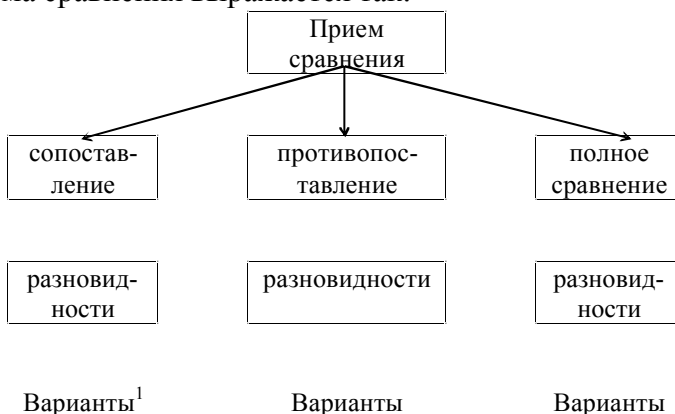 ма сравнения выражается так:
Прием
сравнения
сопостав-
ление
противопос-
тавление
полное
сравнение
разновид-
ности
разновидности
разновид-
ности
Варианты1
Варианты
Варианты